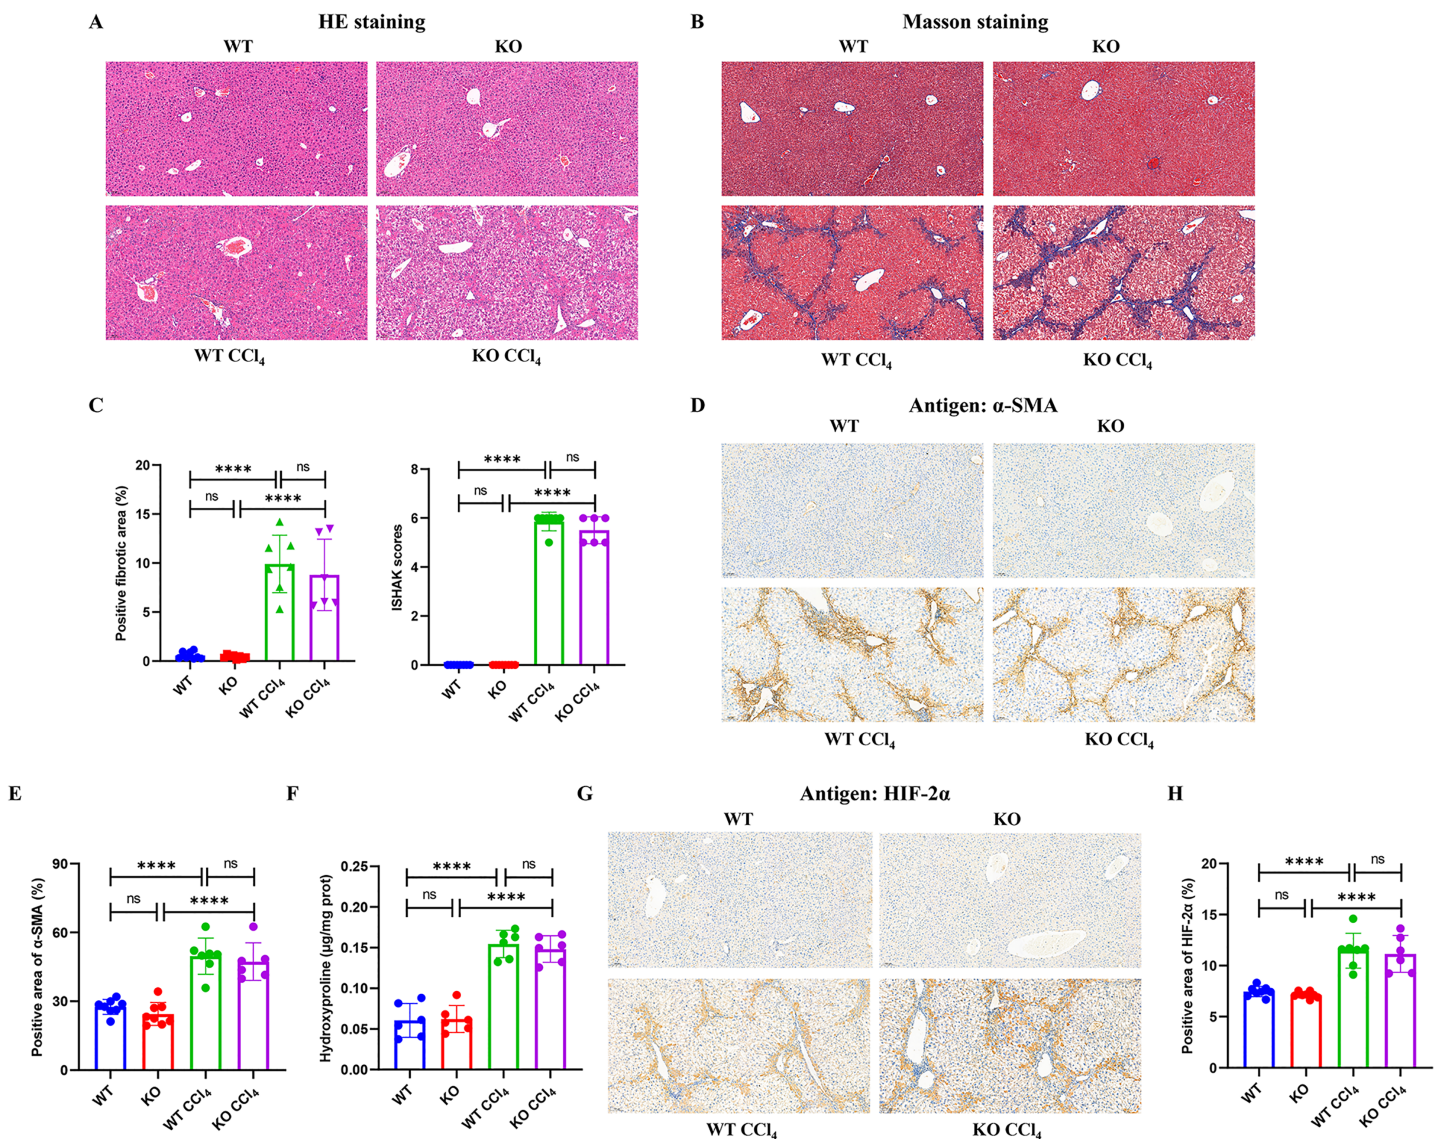 A HE staining B Masson staining
WT KO WT KO
WT CCl₄ KO CCl₄ WT CCl₄ KO CCl₄
C
Positive fibrotic area (%)
20
15
10
5
0
**** ns
ns ****
WT KO WT CCl₄ KO CCl₄
ISHAK scores
8
6
4
2
0
**** ns
ns ****
WT KO WT CCl₄ KO CCl₄
D Antigen: α-SMA
WT KO
WT CCl₄ KO CCl₄
E
Positive area of α-SMA (%)
90
60
30
0
**** ns
ns ****
WT KO WT CCl₄ KO CCl₄
F
Hydroxyproline (μg/mg prot)
0.25
0.20
0.15
0.10
0.05
0.00
**** ns
ns ****
WT KO WT CCl₄ KO CCl₄
G Antigen: HIF-2α
WT KO
WT CCl₄ KO CCl₄
H
Positive area of HIF-2α (%)
20
15
10
5
0
**** ns
ns ****
WT KO WT CCl₄ KO CCl₄